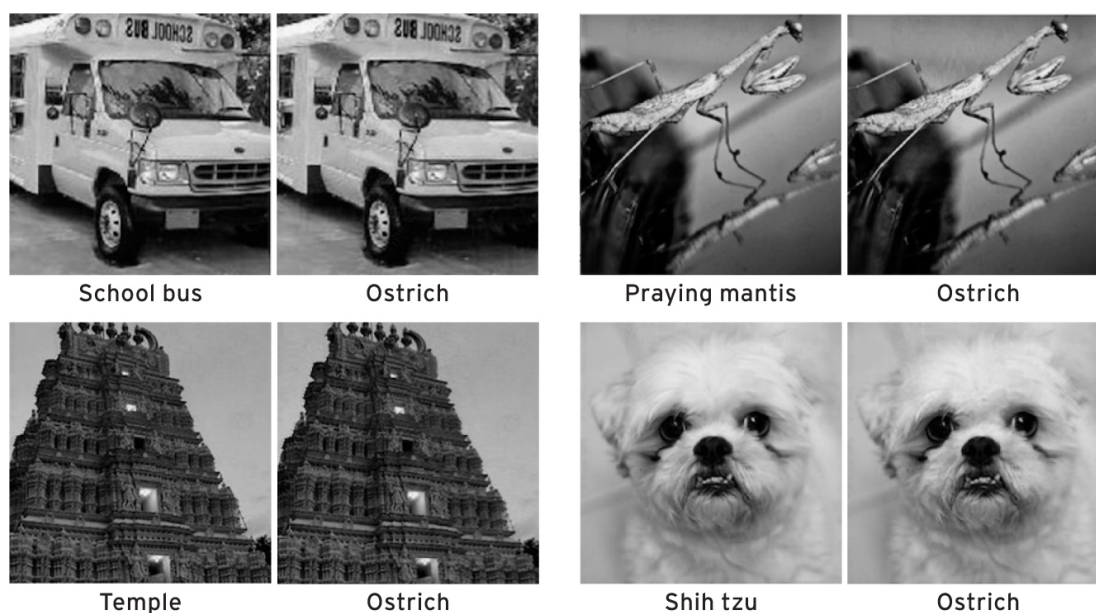 SCHOOL BUS
SCHOOL BUS
School bus
Ostrich
Praying mantis
Ostrich
Temple
Ostrich
Shih tzu
Ostrich